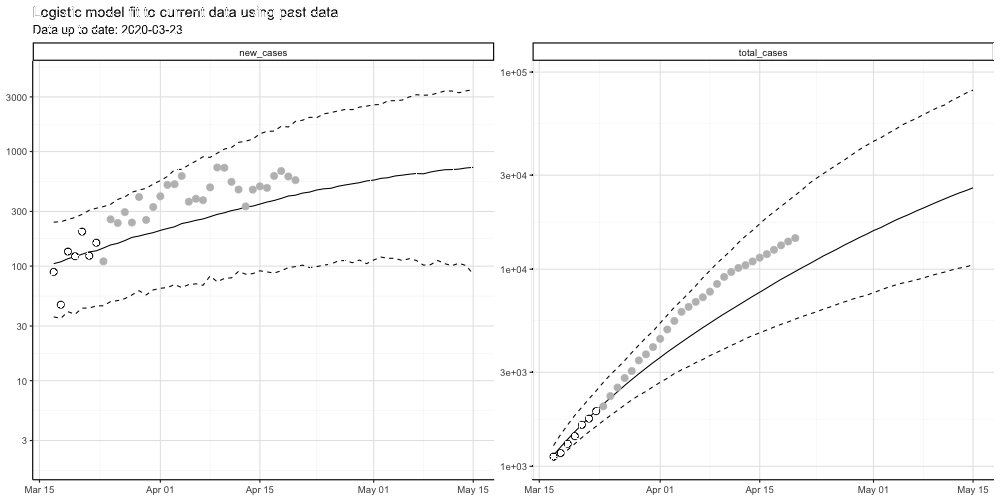 Logistic model fit to current data using past data
Data up to date: 2020-03-23
new_cases
total_cases
3000
1000
300
100
30
10
3
Mar 15
Apr 01
Apr 15
May 01
May 15
1e+05
3e+04
1e+04
3e+03
1e+03
Mar 15
Apr 01
Apr 15
May 01
May 15